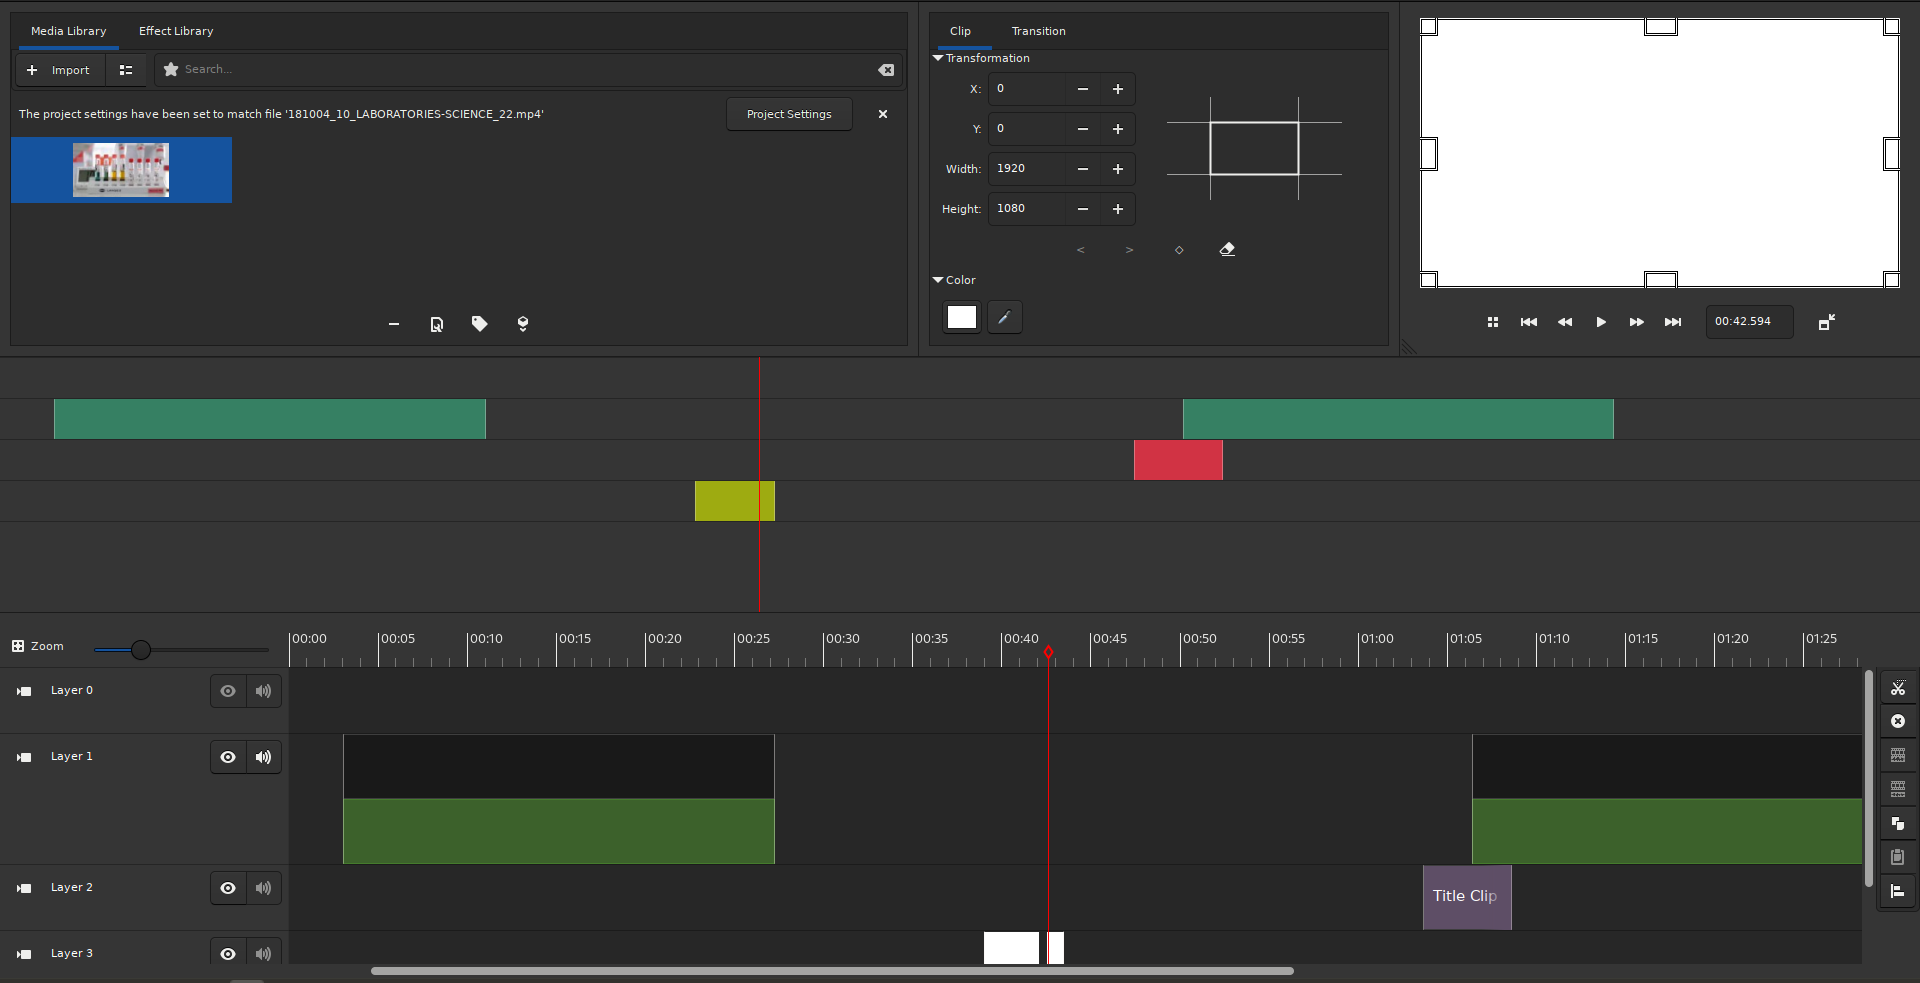 Media Library Effect Library
Import Search...
The project settings have been set to match file '181004_10_LABORATORIES-SCIENCE_22.mp4' Project Settings
Clip Transition
Transformation
X: 0
Y: 0
Width: 1920
Height: 1080
< >
Color
00:42.594
Zoom 00:00 00:05 00:10 00:15 00:20 00:25 00:30 00:35 00:40 00:45 00:50 00:55 01:00 01:05 01:10 01:15 01:20 01:25
Layer 0
Layer 1
Layer 2
Title Clip
Layer 3